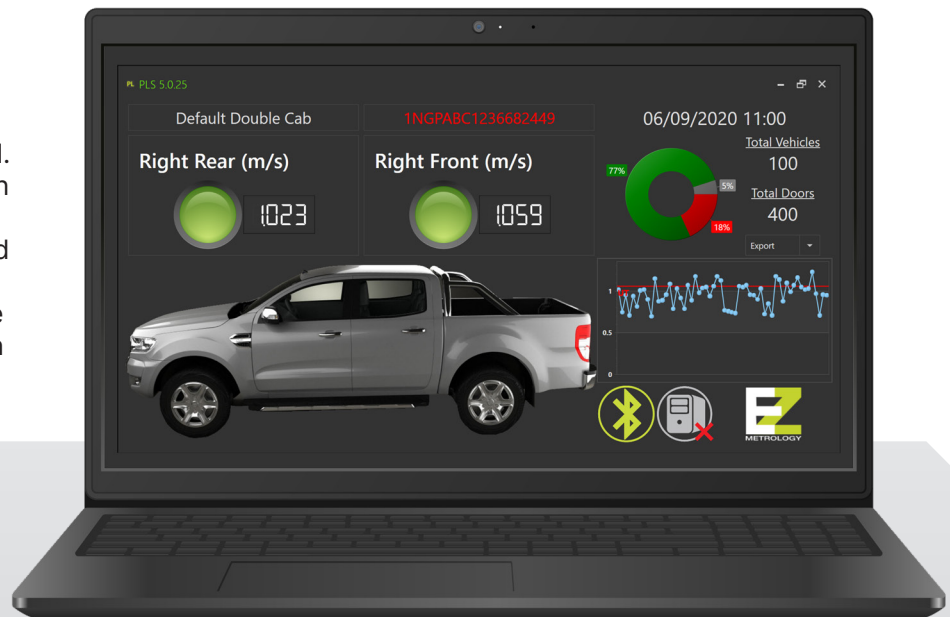 PLS 5.0.25
Default Double Cab
1NGPABC1236682449
06/09/2020 11:00
Right Rear (m/s)
1.023
Right Front (m/s)
1.059
77%
5%
18%
Total Vehicles
100
Total Doors
400
Export
1
0.5
0
EZ
METROLOGY